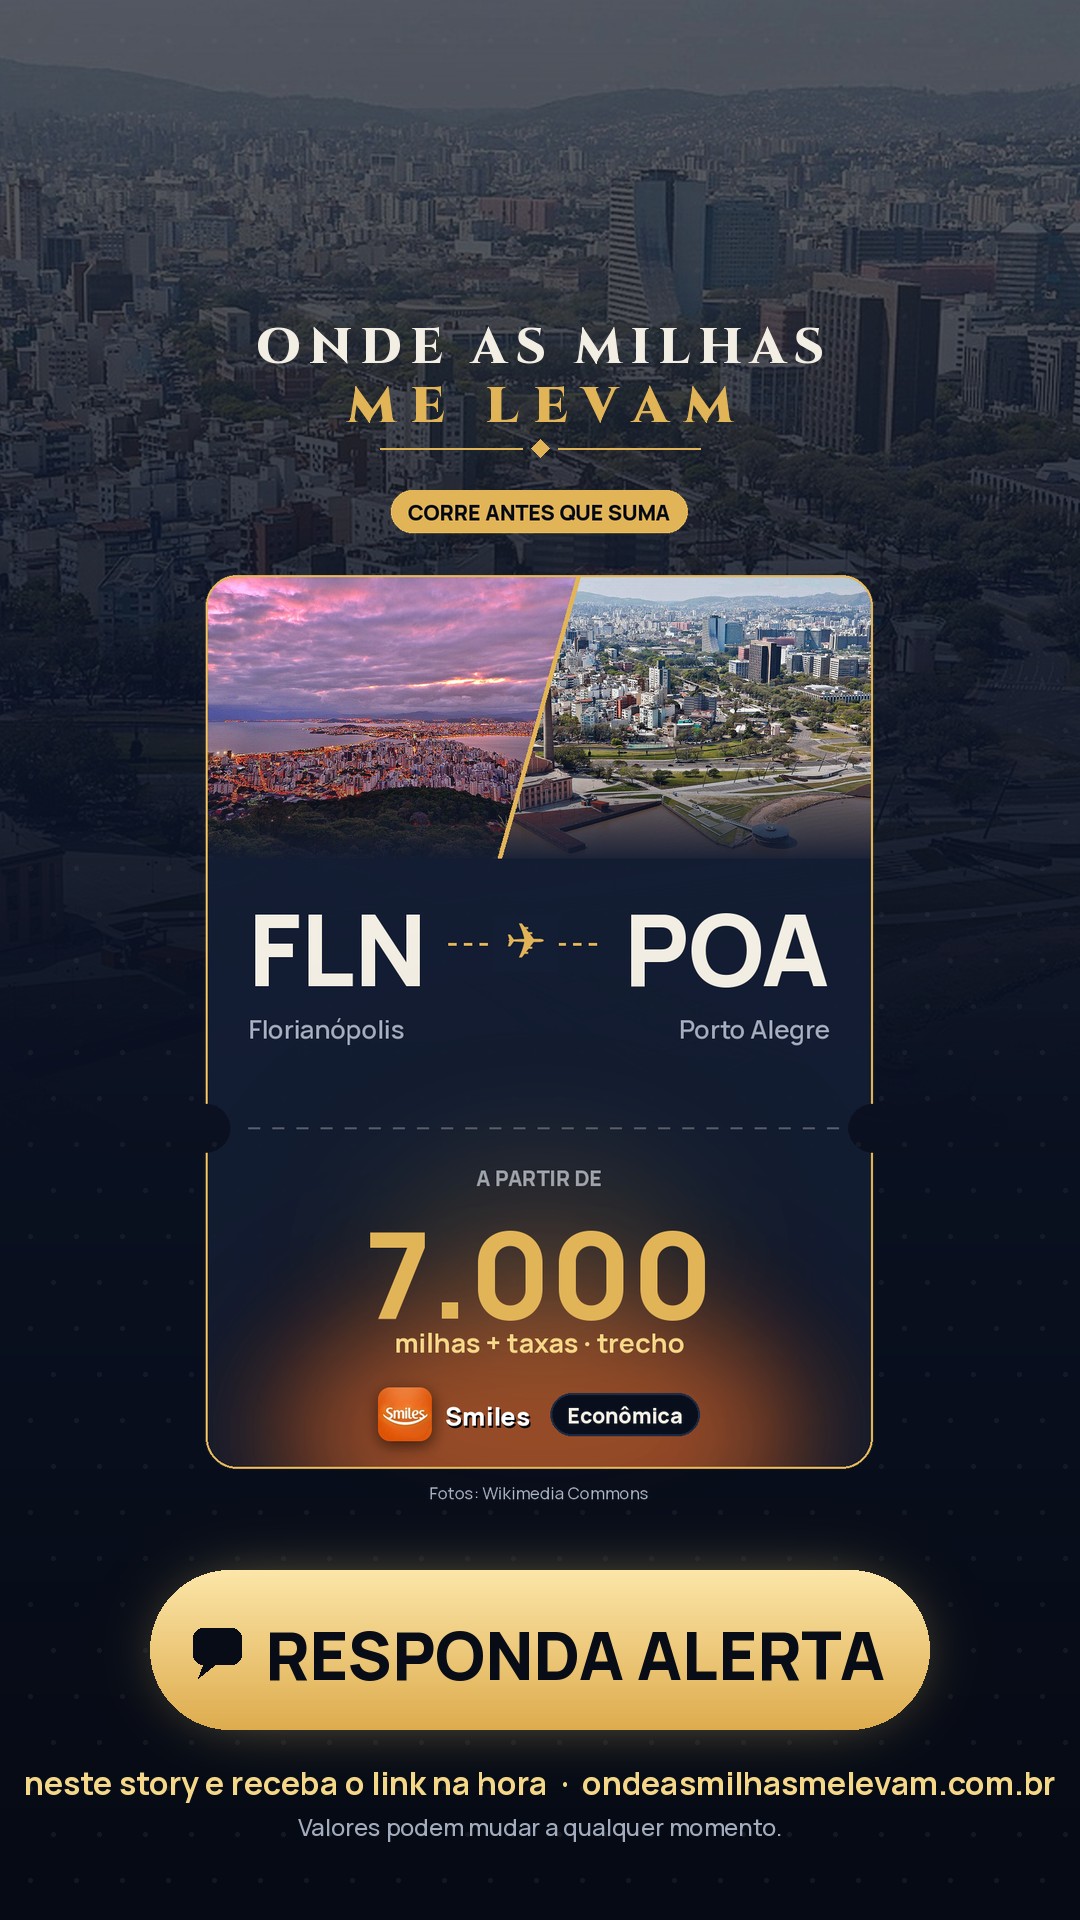 ONDE AS MILHAS
ME LEVAM
CORRE ANTES QUE SUMA
FLN POA
Florianópolis Porto Alegre
A PARTIR DE
7.000
milhas + taxas · trecho
Smiles Smiles Econômica
Fotos: Wikimedia Commons
RESPONDA ALERTA
neste story e receba o link na hora · ondeasmilhasmelevam.com.br
Valores podem mudar a qualquer momento.